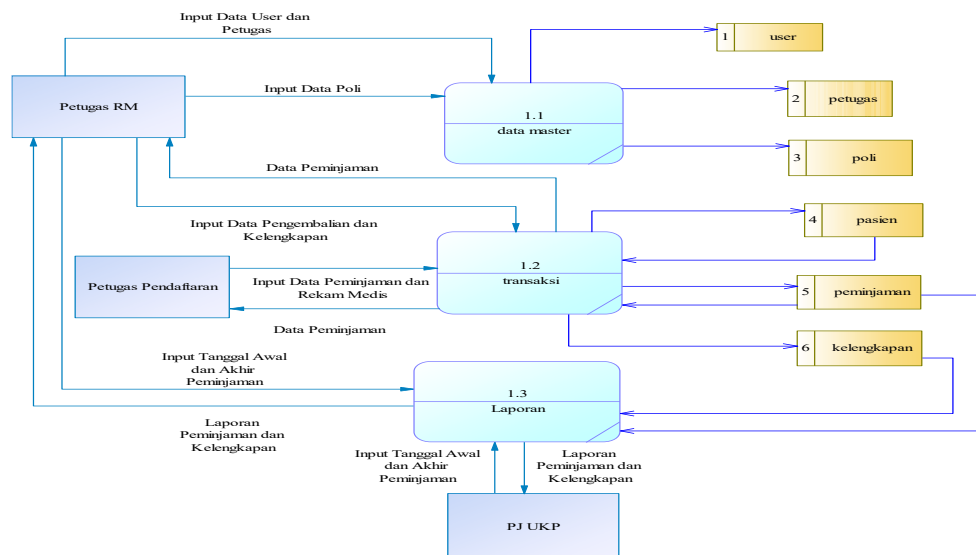 Input Data User dan
Petugas
1 user
Petugas RM
Input Data Poli
1.1
data master
2 petugas
3 poli
Data Peminjaman
Input Data Pengembalian dan
Kelengkapan
4 pasien
1.2
transaksi
Petugas Pendaftaran
Input Data Peminjaman dan
Rekam Medis
5 peminjaman
Data Peminjaman
6 kelengkapan
Input Tanggal Awal
dan Akhir
Peminjaman
1.3
Laporan
Laporan
Peminjaman dan
Kelengkapan
Input Tanggal Awal
dan Akhir
Peminjaman
Laporan
Peminjaman dan
Kelengkapan
PJ UKP